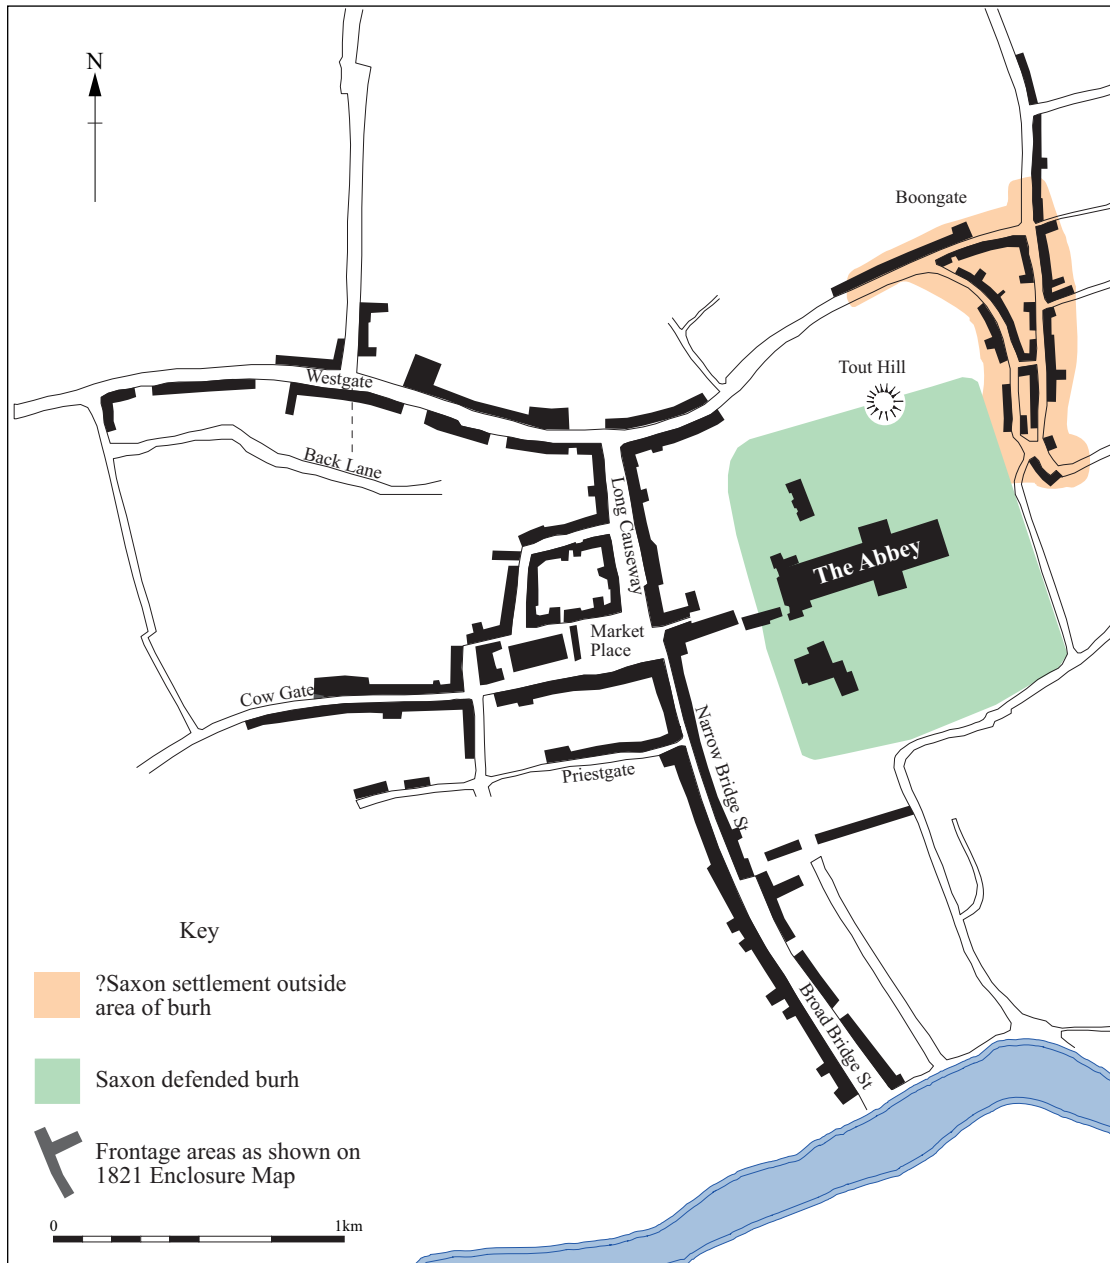 N
Boongate
Tout Hill
Westgate
Back Lane
Long Causeway
The Abbey
Market
Place
Cow Gate
Priestgate
Narrow Bridge St
Broad Bridge St
Key
?Saxon settlement outside
area of burh
Saxon defended burh
Frontage areas as shown on
1821 Enclosure Map
0
1km